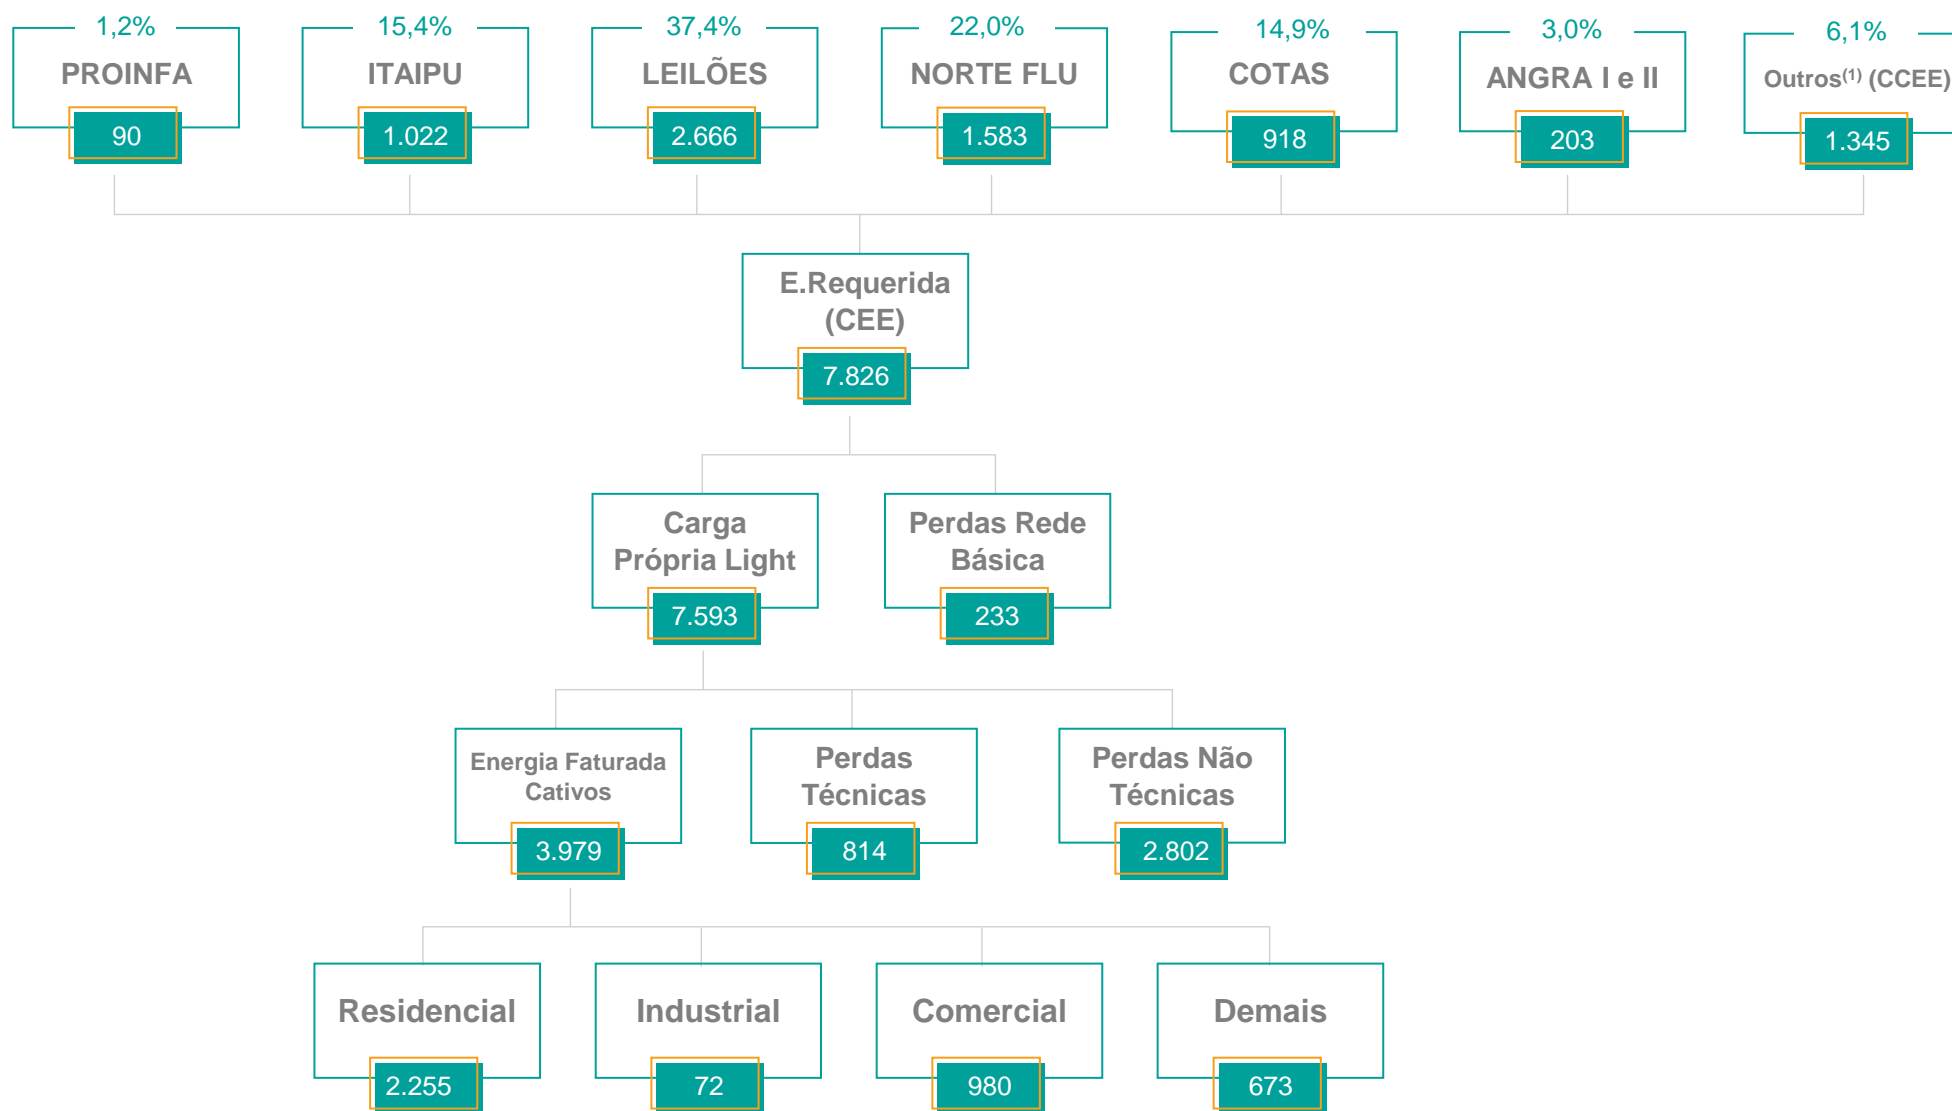 1,2%
PROINFA
90
15,4%
ITAIPU
1.022
37,4%
LEILÕES
2.666
22,0%
NORTE FLU
1.583
14,9%
COTAS
918
3,0%
ANGRA I e II
203
6,1%
Outros(1) (CCEE)
1.345
E.Requerida
(CEE)
7.826
Carga
Própria Light
7.593
Perdas Rede
Básica
233
Energia Faturada
Cativos
3.979
Perdas
Técnicas
814
Perdas Não
Técnicas
2.802
Residencial
2.255
Industrial
72
Comercial
980
Demais
673